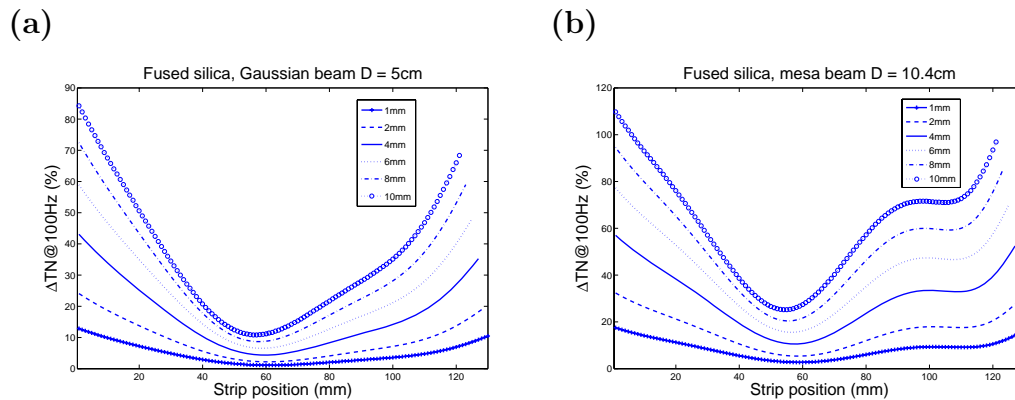 (a)
Fused silica, Gaussian beam D = 5cm
90
80
70
60
50
40
30
20
10
0
ΔTN@100Hz (%)
1mm
2mm
4mm
6mm
8mm
10mm
20 40 60 80 100 120
Strip position (mm)
(b)
Fused silica, mesa beam D = 10.4cm
120
100
80
60
40
20
0
ΔTN@100Hz (%)
1mm
2mm
4mm
6mm
8mm
10mm
20 40 60 80 100 120
Strip position (mm)